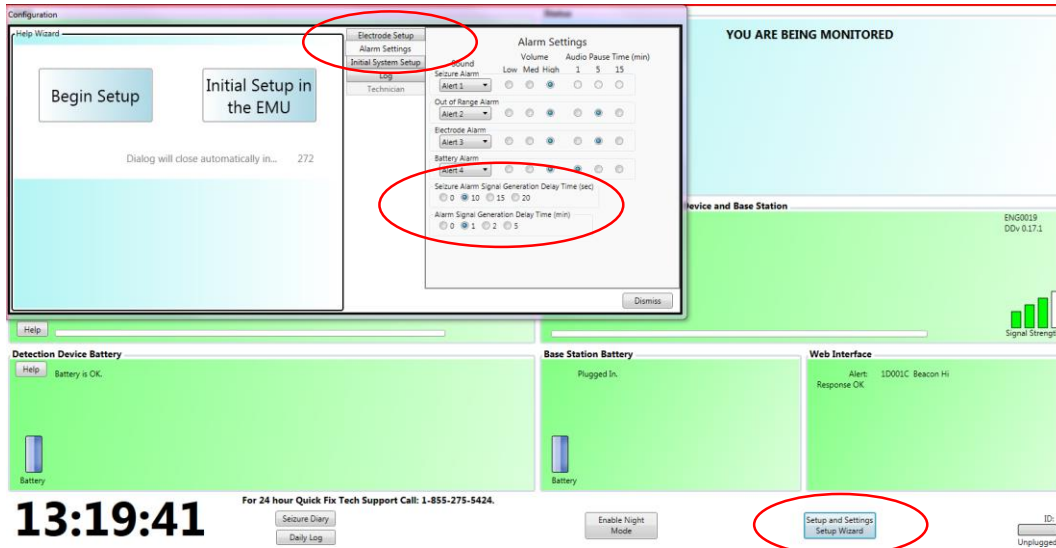 Configuration
Status
Help Wizard
Begin Setup
Initial Setup in
the EMU
Dialog will close automatically in... 272
Electrode Setup
Alarm Settings
Initial System Setup
Log
Technician
Alarm Settings
Volume Audio Pause Time (min)
Sound Low Med High 1 5 15
Seizure Alarm
Alert 1
Out of Range Alarm
Alert 2
Electrode Alarm
Alert 3
Battery Alarm
Alert 4
Seizure Alarm Signal Generation Delay Time (sec)
0 10 15 20
Alarm Signal Generation Delay Time (min)
0 1 2 5
Dismiss
YOU ARE BEING MONITORED
Device and Base Station
ENG0019
DDv 0.17.1
Signal Strengt
Help
Detection Device Battery
Help Battery is OK.
Battery
Base Station Battery
Plugged In.
Battery
Web Interface
Alert: 1D001C Beacon Hi
Response OK
13:19:41
For 24 hour Quick Fix Tech Support Call: 1-855-275-5424.
Seizure Diary
Daily Log
Enable Night
Mode
Setup and Settings
Setup Wizard
ID:
Unplugged